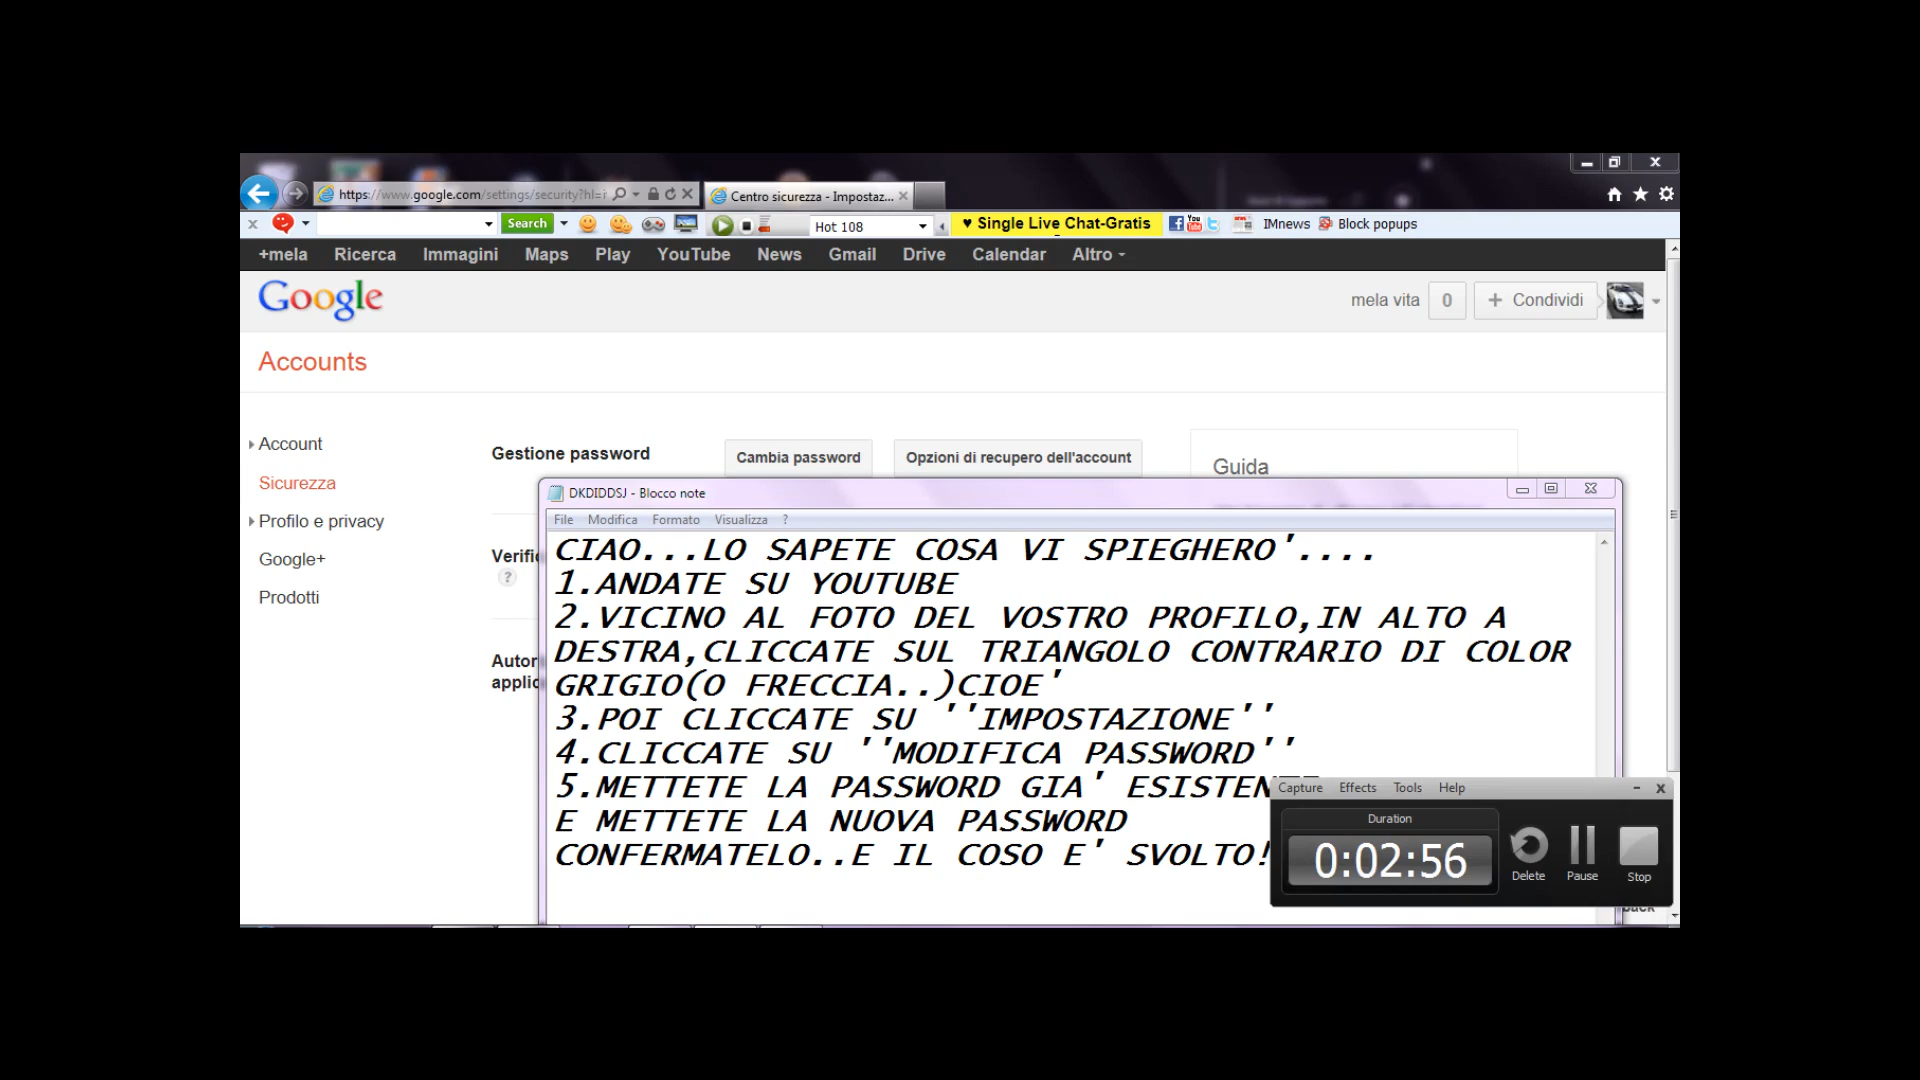 https://www.google.com/settings/security?hl=i
Centro sicurezza - Impostaz...
Search
Hot 108
♥ Single Live Chat-Gratis
You
Tube
IMnews
Block popups
+mela
Ricerca
Immagini
Maps
Play
YouTube
News
Gmail
Drive
Calendar
Altro
Google
mela vita
0
+ Condividi
Accounts
Account
Sicurezza
Profilo e privacy
Google+
Prodotti
Gestione password
Cambia password
Opzioni di recupero dell'account
Guida
Verific
?
Autor
applic
DKDIDDSJ - Blocco note
File
Modifica
Formato
Visualizza
?
CIAO...LO SAPETE COSA VI SPIEGHERO'....
1.ANDATE SU YOUTUBE
2.VICINO AL FOTO DEL VOSTRO PROFILO,IN ALTO A
DESTRA,CLICCATE SUL TRIANGOLO CONTRARIO DI COLOR
GRIGIO(O FRECCIA..)CIOE'
3.POI CLICCATE SU ''IMPOSTAZIONE''
4.CLICCATE SU ''MODIFICA PASSWORD''
5.METTETE LA PASSWORD GIA' ESISTENTE
E METTETE LA NUOVA PASSWORD
CONFERMATELO..E IL COSO E' SVOLTO!
Capture
Effects
Tools
Help
Duration
0:02:56
Delete
Pause
Stop